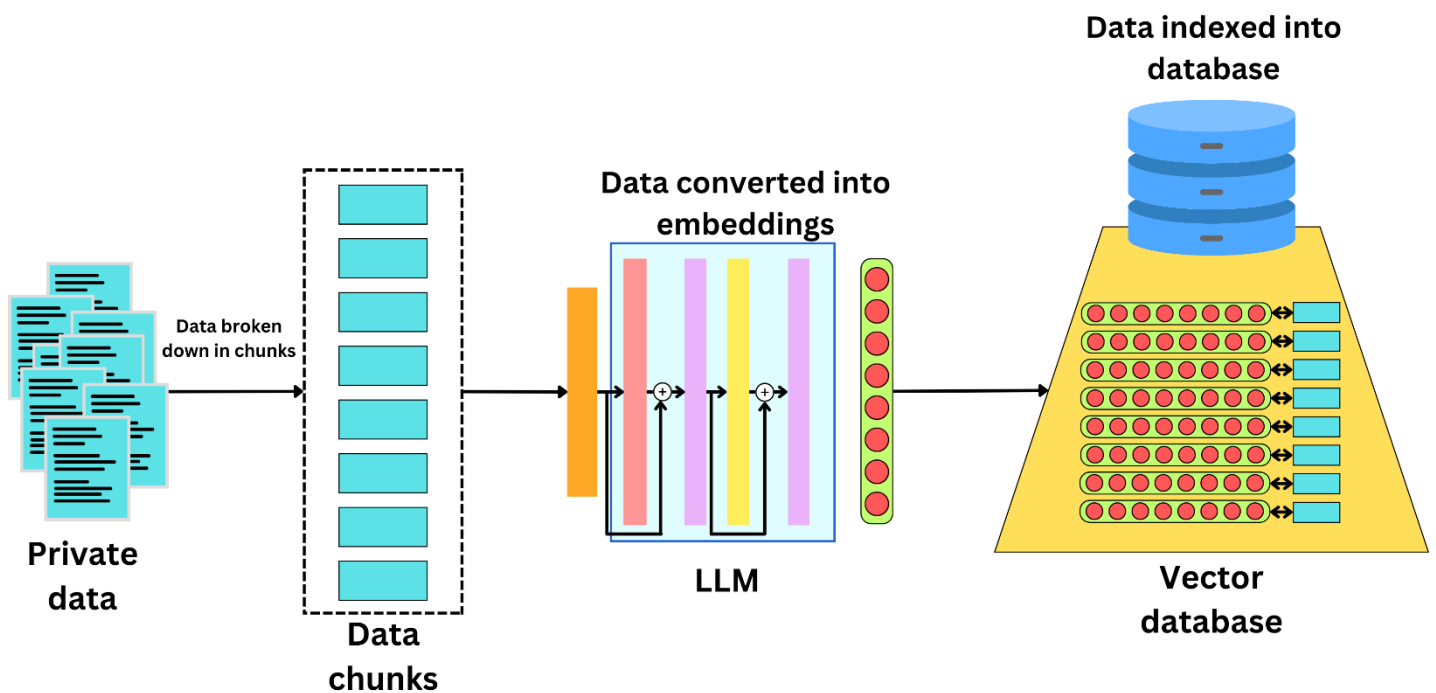 Private
data
Data broken
down in chunks
Data
chunks
Data converted into
embeddings
LLM
Data indexed into
database
Vector
database